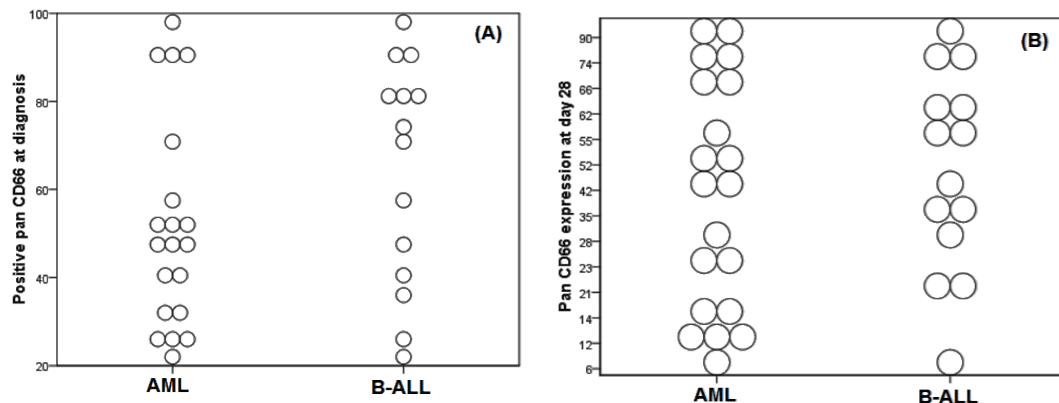 (A)
Positive pan CD66 at diagnosis
100
80
60
40
20
AML
B-ALL
(B)
Pan CD66 expression at day 28
90
74
66
62
55
52
42
35
28
23
21
14
12
6
AML
B-ALL